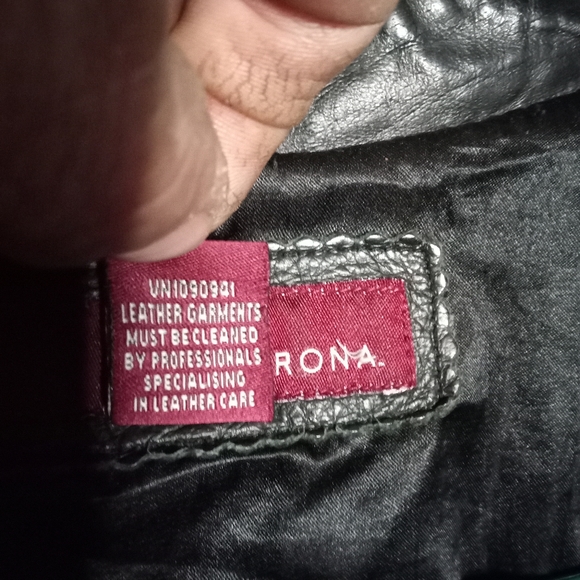 VN1090941
LEATHER GARMENTS
MUST BE CLEANED
BY PROFESSIONALS
SPECIALISING
IN LEATHER CARE
RONA